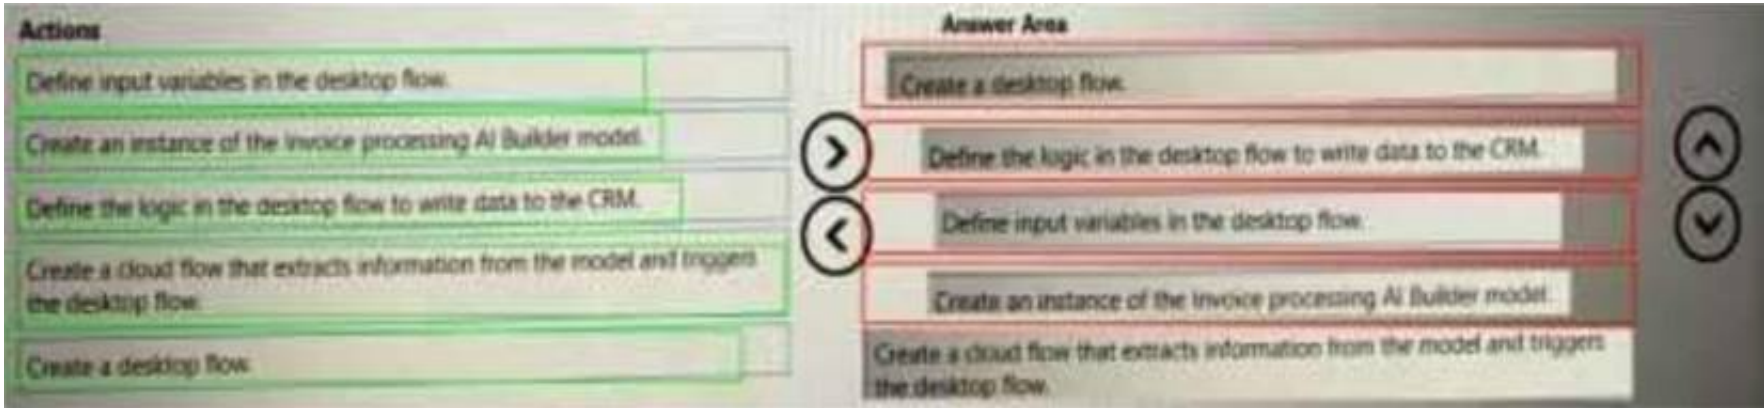 Actions
Define input variables in the desktop flow.
Create an instance of the Invoice processing AI Builder model.
Define the logic in the desktop flow to write data to the CRM.
Create a cloud flow that extracts information from the model and triggers
the desktop flow.
Create a desktop flow.
Answer Area
Create a desktop flow.
Define the logic in the desktop flow to write data to the CRM.
Define input variables in the desktop flow.
Create an instance of the Invoice processing AI Builder model.
Create a cloud flow that extracts information from the model and triggers
the desktop flow.